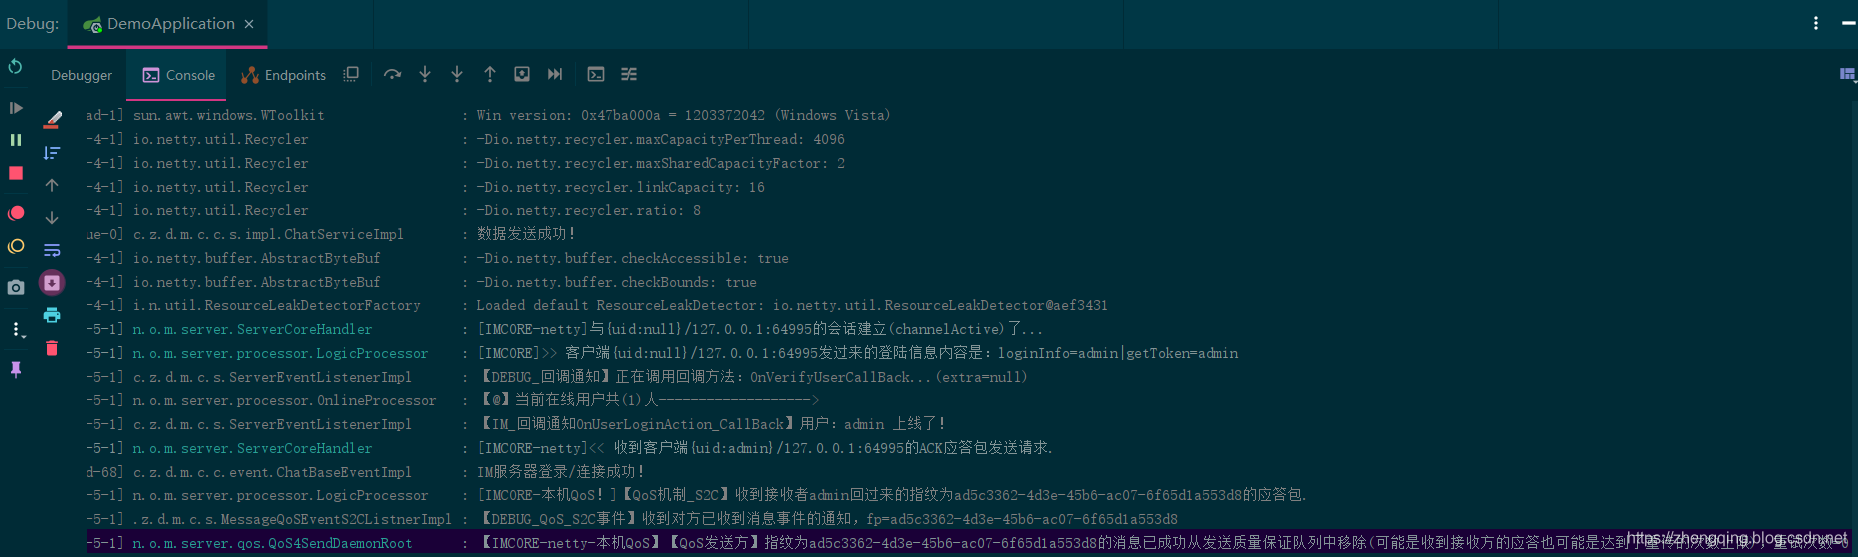 Debug: DemoApplication ×
Debugger Console Endpoints
ad-1] sun.awt.windows.WToolkit : Win version: 0x47ba000a = 1203372042 (Windows Vista)
-4-1] io.netty.util.Recycler : -Dio.netty.recycler.maxCapacityPerThread: 4096
-4-1] io.netty.util.Recycler : -Dio.netty.recycler.maxSharedCapacityFactor: 2
-4-1] io.netty.util.Recycler : -Dio.netty.recycler.linkCapacity: 16
-4-1] io.netty.util.Recycler : -Dio.netty.recycler.ratio: 8
ue-0] c.z.d.m.c.c.s.impl.ChatServiceImpl : 数据发送成功！
-4-1] io.netty.buffer.AbstractByteBuf : -Dio.netty.buffer.checkAccessible: true
-4-1] io.netty.buffer.AbstractByteBuf : -Dio.netty.buffer.checkBounds: true
-4-1] i.n.util.ResourceLeakDetectorFactory : Loaded default ResourceLeakDetector: io.netty.util.ResourceLeakDetector@aef3431
-5-1] n.o.m.server.ServerCoreHandler : [IMCORE-netty]与{uid:null}/127.0.0.1:64995的会话建立(channelActive)了...
-5-1] n.o.m.server.processor.LogicProcessor : [IMCORE]>> 客户端{uid:null}/127.0.0.1:64995发过来的登陆信息内容是：loginInfo=admin|getToken=admin
-5-1] c.z.d.m.c.s.ServerEventListenerImpl : 【DEBUG_回调通知】正在调用回调方法：OnVerifyUserCallBack...(extra=null)
-5-1] n.o.m.server.processor.OnlineProcessor : 【@】当前在线用户共(1)人------------------->
-5-1] c.z.d.m.c.s.ServerEventListenerImpl : 【IM_回调通知OnUserLoginAction_CallBack】用户：admin 上线了！
-5-1] n.o.m.server.ServerCoreHandler : [IMCORE-netty]<< 收到客户端{uid:admin}/127.0.0.1:64995的ACK应答包发送请求.
d-68] c.z.d.m.c.c.event.ChatBaseEventImpl : IM服务器登录/连接成功！
-5-1] n.o.m.server.processor.LogicProcessor : [IMCORE-本机QoS！]【QoS机制_S2C】收到接收者admin回过来的指纹为ad5c3362-4d3e-45b6-ac07-6f65d1a553d8的应答包.
-5-1] .z.d.m.c.s.MessageQoSEventS2CListnerImpl : 【DEBUG_QoS_S2C事件】收到对方已收到消息事件的通知，fp=ad5c3362-4d3e-45b6-ac07-6f65d1a553d8
-5-1] n.o.m.server.qos.QoS4SendDaemonRoot : 【IMCORE-netty-本机QoS】【QoS发送方】指纹为ad5c3362-4d3e-45b6-ac07-6f65d1a553d8的消息已成功从发送质量保证队列中移除(可能是收到接收方的应答也可能是达到了重传的次数上限)，重试次数=0
https://zhengqing.blog.csdn.net